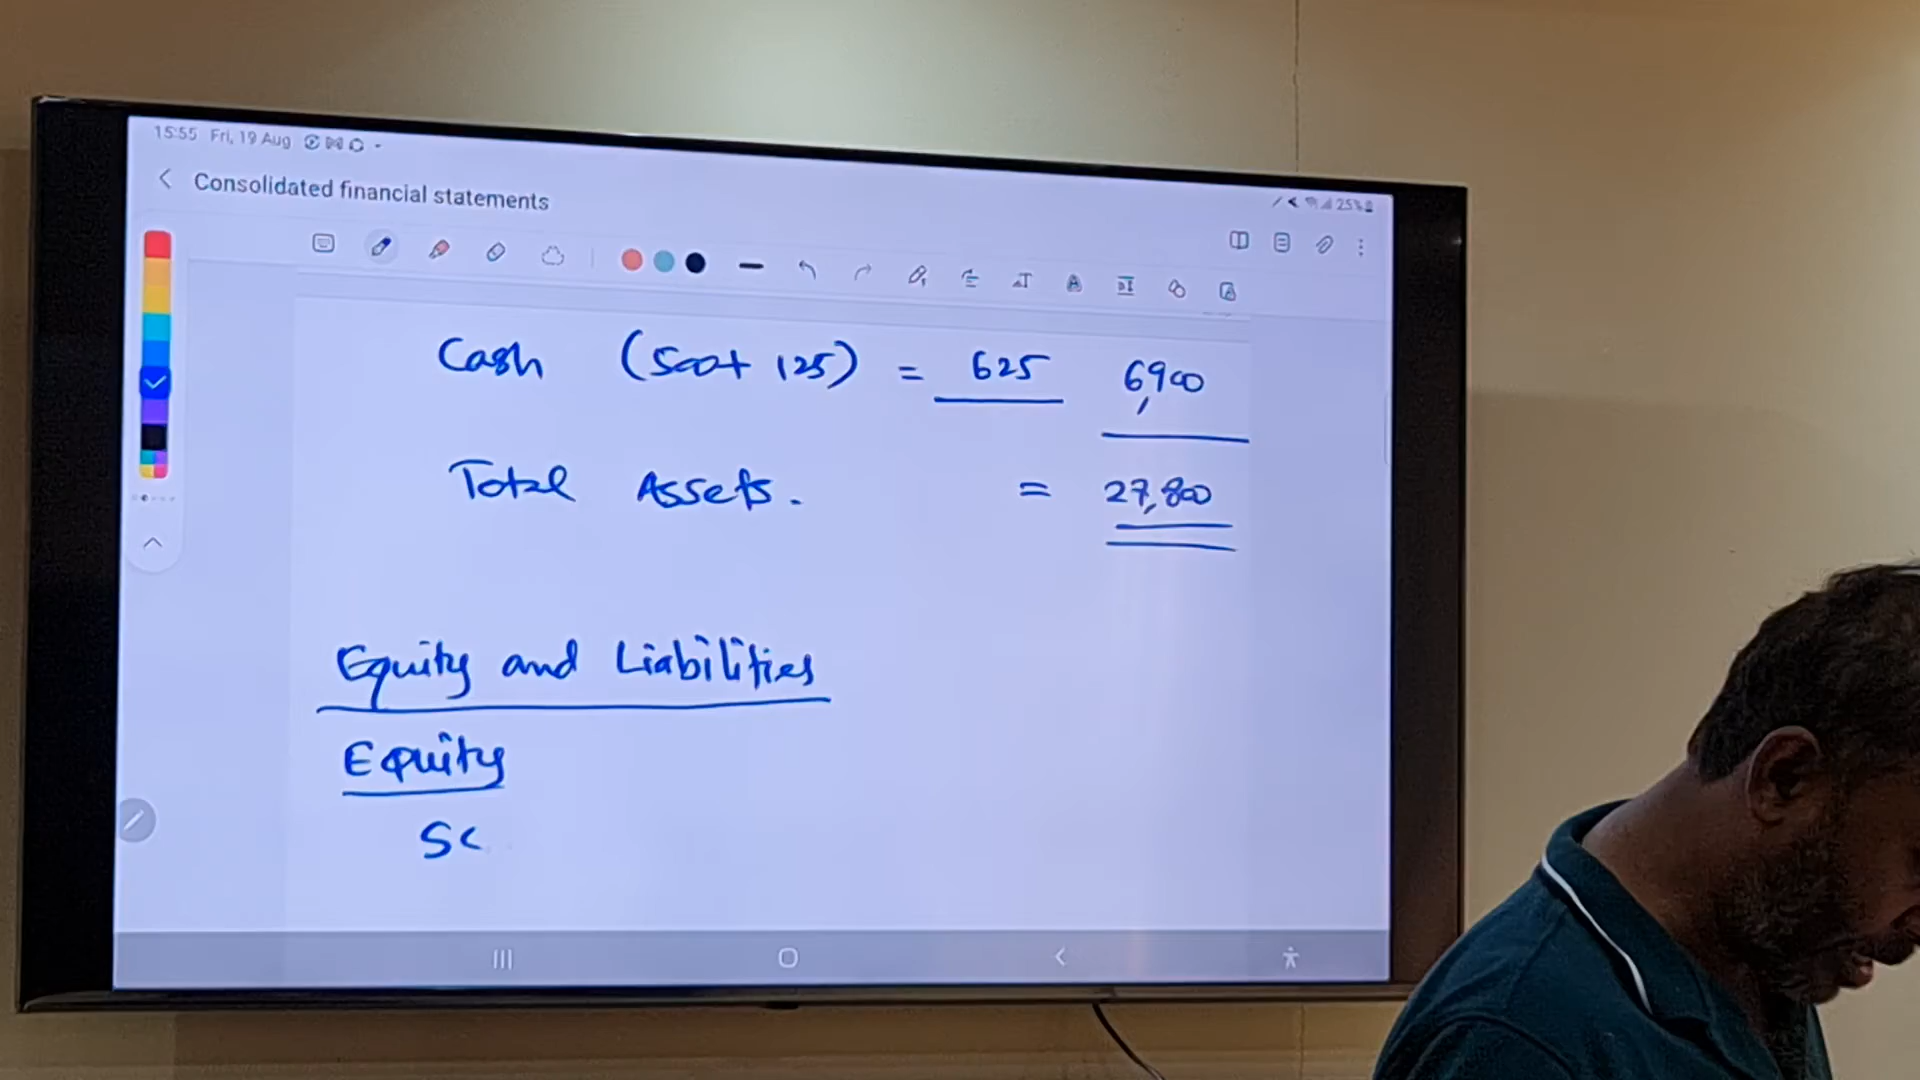 15:55 Fri, 19 Aug
25%
Consolidated financial statements
Cash (500+ 125) = 625 6,900
Total Assets. = 27,800
Equity and Liabilities
Equity
Sc